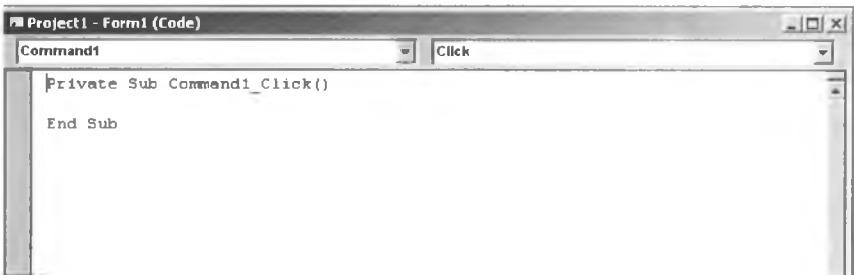 Project1 - Form1 (Code)
Command1 Click
Private Sub Command1_Click()
End Sub